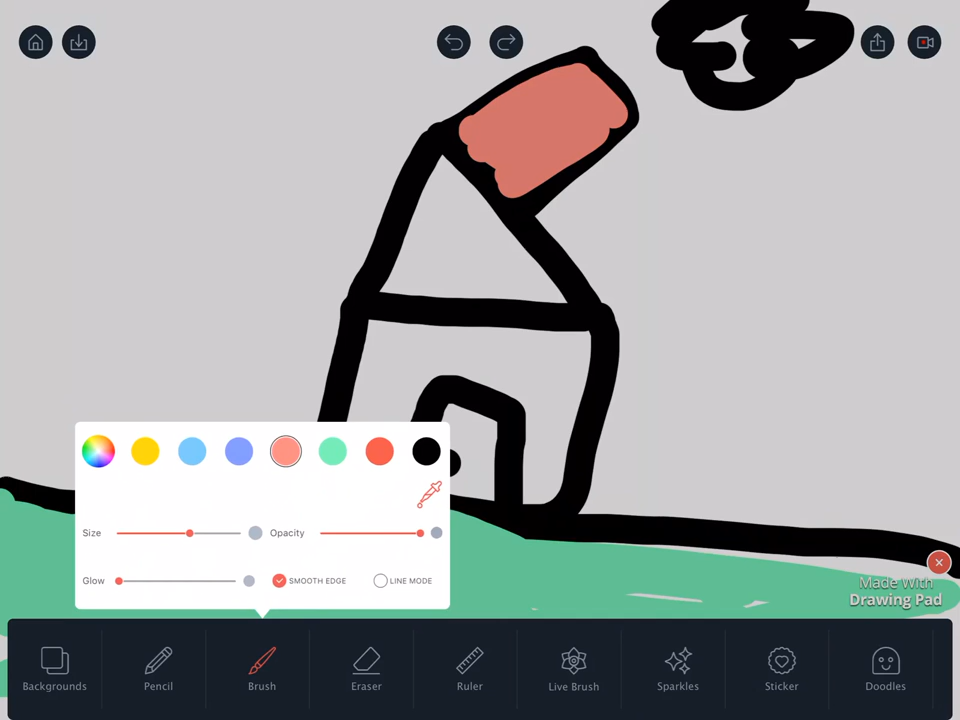 Size
Opacity
Glow
SMOOTH EDGE
LINE MODE
Made With
Drawing Pad
Backgrounds
Pencil
Brush
Eraser
Ruler
Live Brush
Sparkles
Sticker
Doodles